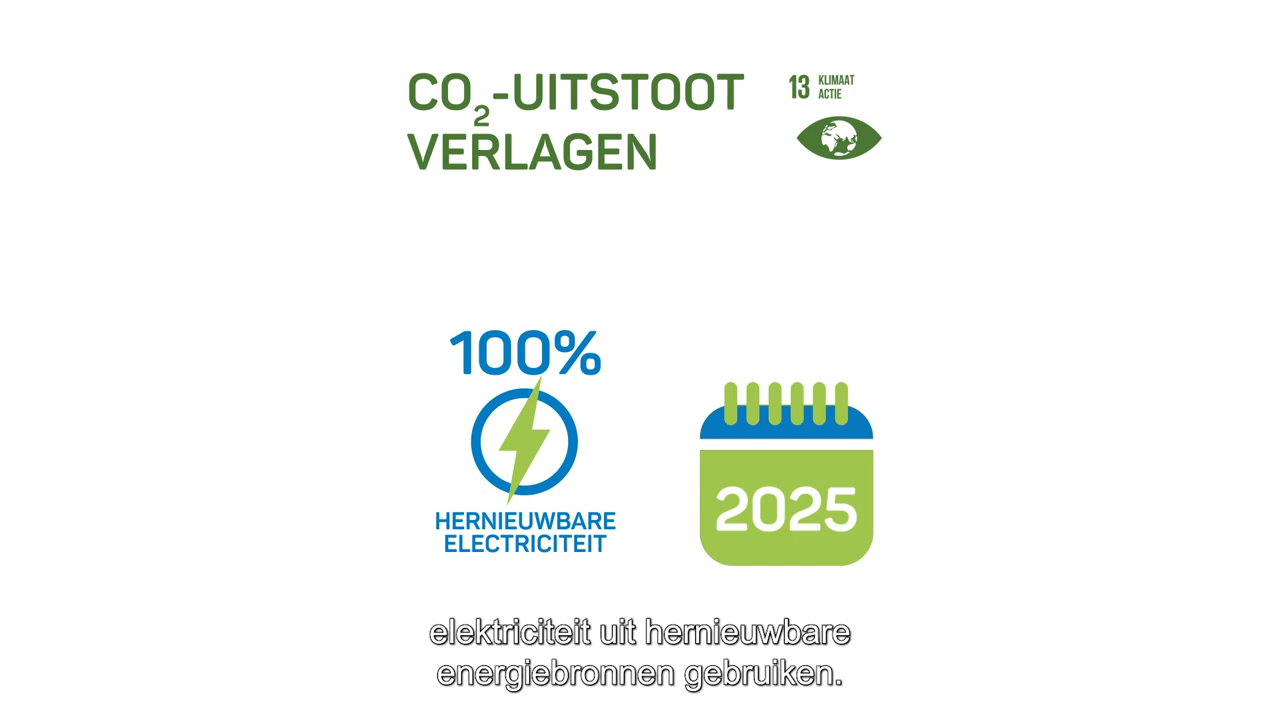 CO₂-UITSTOOT
VERLAGEN
13 KLIMAAT
ACTIE
100%
HERNIEUWBARE
ELECTRICITEIT
2025
elektriciteit uit hernieuwbare
energiebronnen gebruiken.